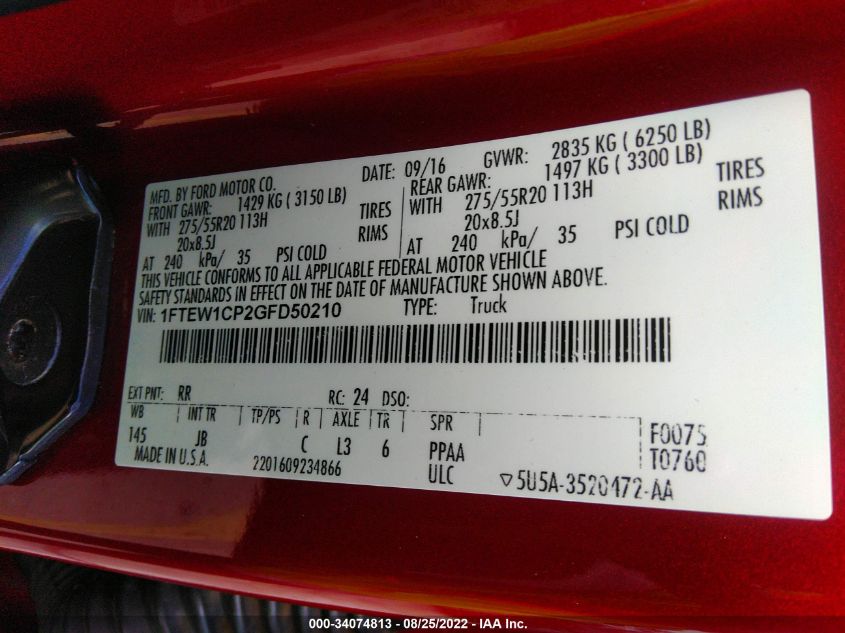 MFD. BY FORD MOTOR CO. DATE: 09/16 GVWR: 2835 KG ( 6250 LB)
FRONT GAWR: 1429 KG ( 3150 LB) REAR GAWR: 1497 KG ( 3300 LB)
WITH 275/55R20 113H TIRES WITH 275/55R20 113H TIRES
20x8.5J RIMS 20x8.5J RIMS
AT 240 kPa/ 35 PSI COLD AT 240 kPa/ 35 PSI COLD
THIS VEHICLE CONFORMS TO ALL APPLICABLE FEDERAL MOTOR VEHICLE
SAFETY STANDARDS IN EFFECT ON THE DATE OF MANUFACTURE SHOWN ABOVE.
VIN: 1FTEW1CP2GFD50210 TYPE: Truck
EXT PNT: RR RC: 24 DSO:
WB INT TR TP/PS R AXLE TR SPR
145 JB C L3 6 PPAA F0075
MADE IN U.S.A. 2201609234866 ULC T0760
▽5U5A-3520472-AA
000-34074813 - 08/25/2022 - IAA Inc.